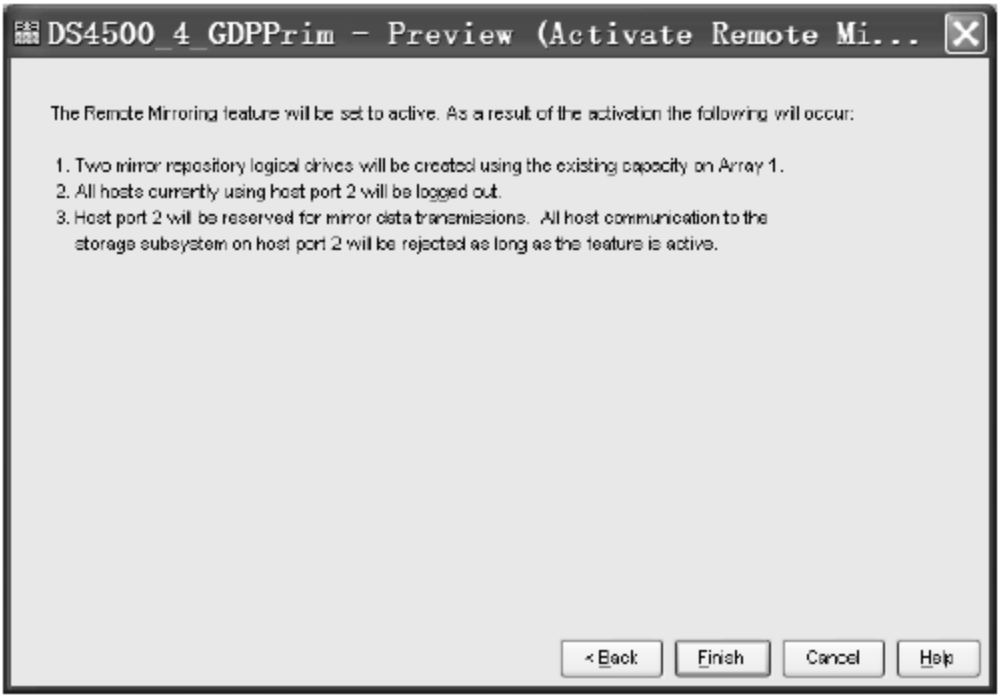 DS4500_4_GDPPrim - Preview (Activate Remote Mi...
The Remote Mirroring feature will be set to active. As a result of the activation the following will occur:
1. Two mirror repository logical drives will be created using the existing capacity on Array 1.
2. All hosts currently using host port 2 will be logged out.
3. Host port 2 will be reserved for mirror data transmissions. All host communication to the
storage subsystem on host port 2 will be rejected as long as the feature is active.
< Back Finish Cancel Help